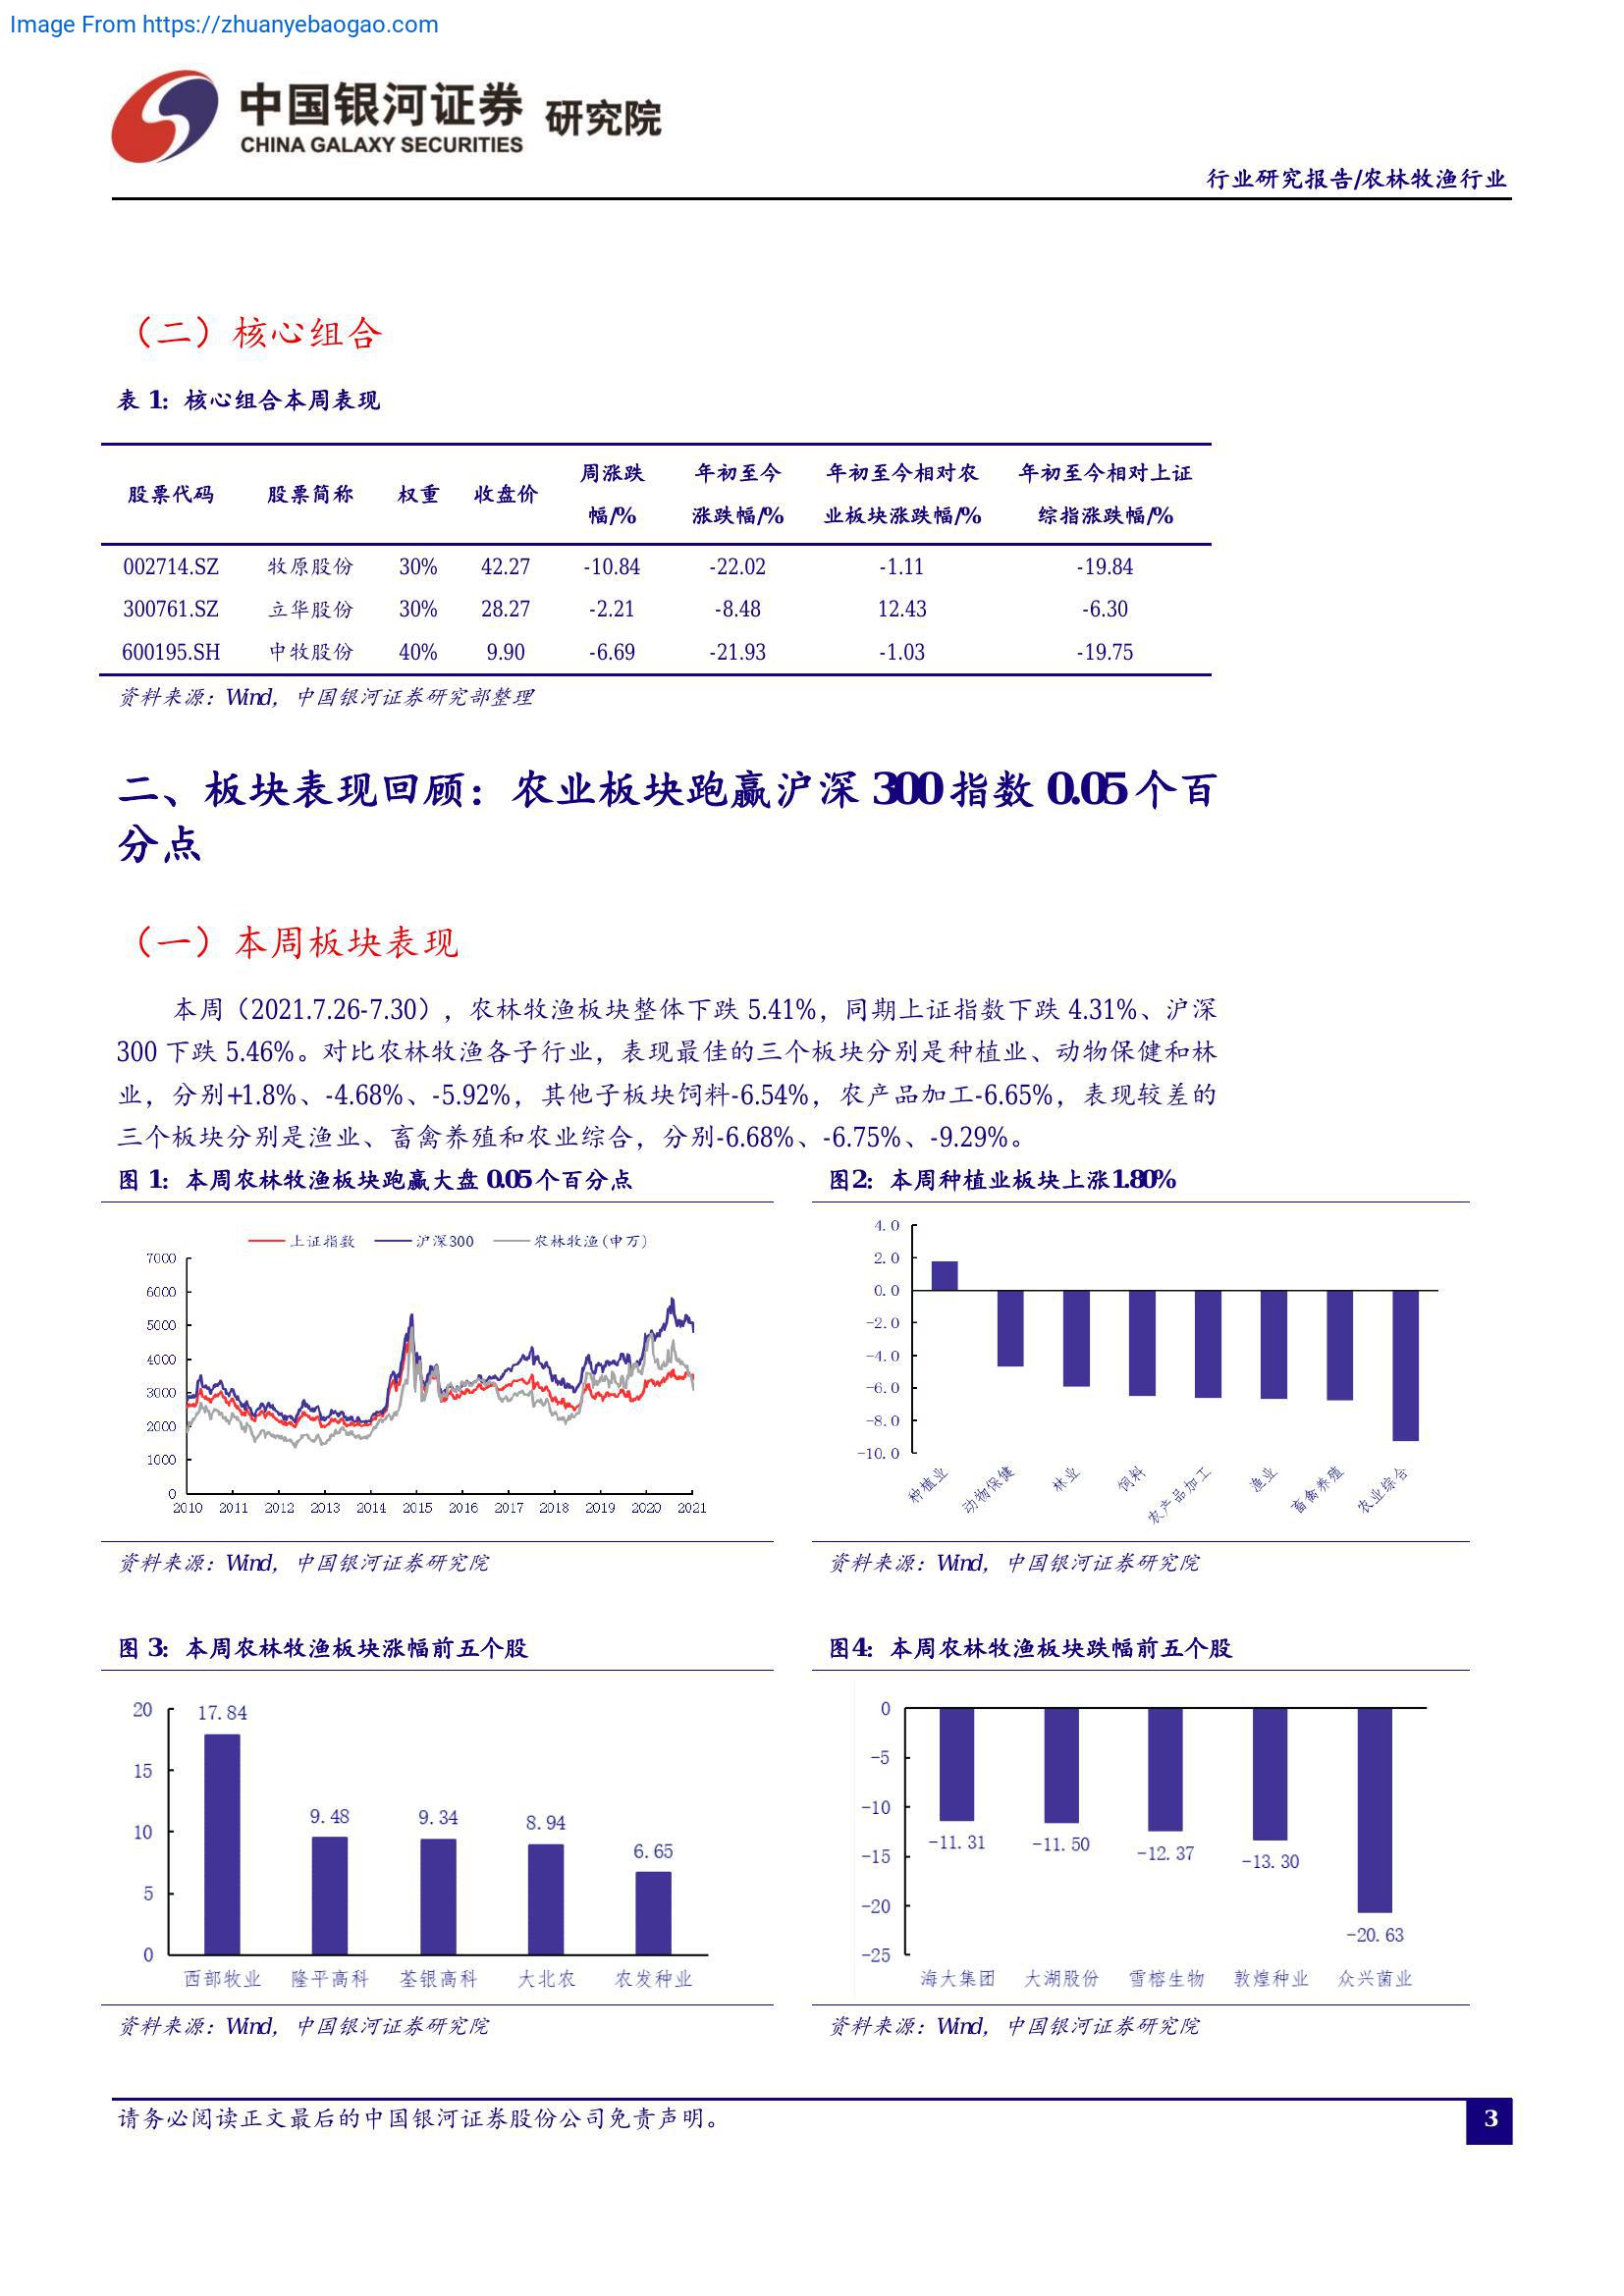 Image From https://zhuanyebaogao.com
中国银河证券 研究院
CHINA GALAXY SECURITIES
行业研究报告/农林牧渔行业
（二）核心组合
表 1：核心组合本周表现
股票代码 股票简称 权重 收盘价 周涨跌幅/% 年初至今涨跌幅/% 年初至今相对农业板块涨跌幅/% 年初至今相对上证综指涨跌幅/%
002714.SZ 牧原股份 30% 42.27 -10.84 -22.02 -1.11 -19.84
300761.SZ 立华股份 30% 28.27 -2.21 -8.48 12.43 -6.30
600195.SH 中牧股份 40% 9.90 -6.69 -21.93 -1.03 -19.75
资料来源：Wind，中国银河证券研究部整理
二、板块表现回顾：农业板块跑赢沪深 300 指数 0.05 个百
分点
（一）本周板块表现
本周（2021.7.26-7.30），农林牧渔板块整体下跌 5.41%，同期上证指数下跌 4.31%、沪深
300 下跌 5.46%。对比农林牧渔各子行业，表现最佳的三个板块分别是种植业、动物保健和林
业，分别+1.8%、-4.68%、-5.92%，其他子板块饲料-6.54%，农产品加工-6.65%，表现较差的
三个板块分别是渔业、畜禽养殖和农业综合，分别-6.68%、-6.75%、-9.29%。
图 1：本周农林牧渔板块跑赢大盘 0.05 个百分点
上证指数 沪深300 农林牧渔(申万)
7000
6000
5000
4000
3000
2000
1000
0
2010 2011 2012 2013 2014 2015 2016 2017 2018 2019 2020 2021
资料来源：Wind，中国银河证券研究院
图2：本周种植业板块上涨1.80%
4.0
2.0
0.0
-2.0
-4.0
-6.0
-8.0
-10.0
种植业 动物保健 林业 饲料 农产品加工 渔业 畜禽养殖 农业综合
资料来源：Wind，中国银河证券研究院
图 3：本周农林牧渔板块涨幅前五个股
20
15
10
5
0
17.84 9.48 9.34 8.94 6.65
西部牧业 隆平高科 荃银高科 大北农 农发种业
资料来源：Wind，中国银河证券研究院
图4：本周农林牧渔板块跌幅前五个股
0
-5
-10
-15
-20
-25
-11.31 -11.50 -12.37 -13.30 -20.63
海大集团 大湖股份 雪榕生物 敦煌种业 众兴菌业
资料来源：Wind，中国银河证券研究院
请务必阅读正文最后的中国银河证券股份公司免责声明。
3